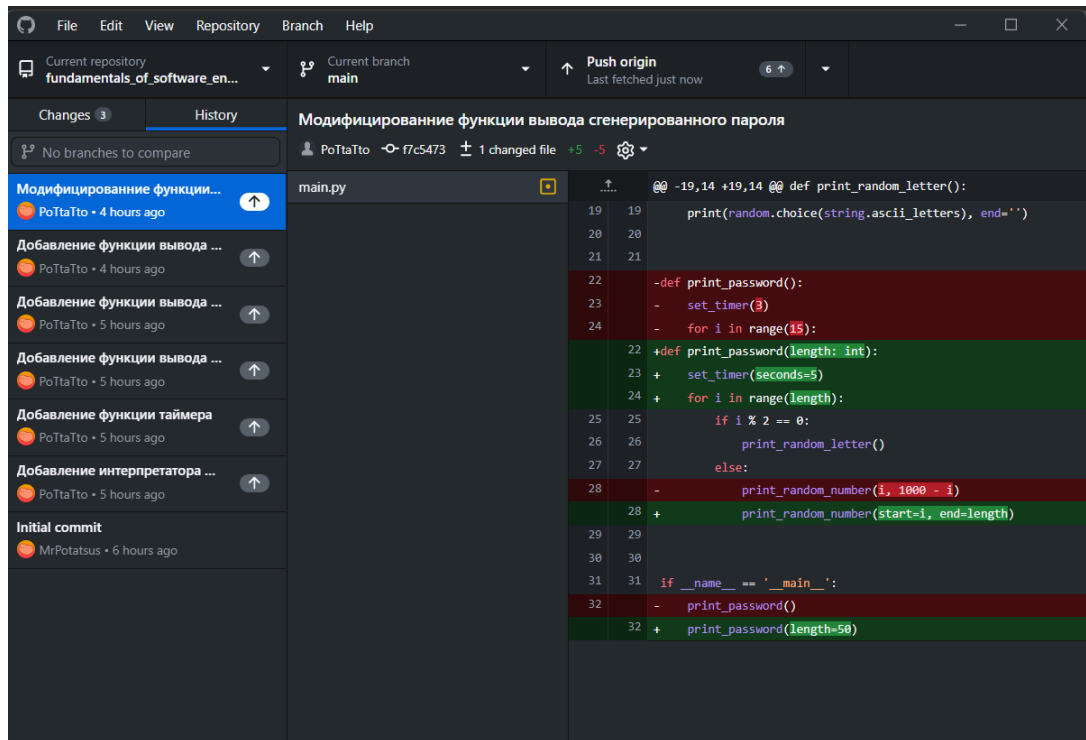 File Edit View Repository Branch Help
Current repository
fundamentals_of_software_en...
Current branch
main
Push origin
Last fetched just now
6
Changes 3
History
No branches to compare
Модифицированние функции...
PoTtaTto • 4 hours ago
Добавление функции вывода ...
PoTtaTto • 4 hours ago
Добавление функции вывода ...
PoTtaTto • 5 hours ago
Добавление функции вывода ...
PoTtaTto • 5 hours ago
Добавление функции таймера
PoTtaTto • 5 hours ago
Добавление интерпретатора ...
PoTtaTto • 5 hours ago
Initial commit
MrPotatsus • 6 hours ago
Модифицированние функции вывода сгенерированного пароля
PoTtaTto f7c5473 1 changed file +5 -5
main.py
@@ -19,14 +19,14 @@ def print_random_letter():
19 19 print(random.choice(string.ascii_letters), end='')
20 20
21 21
22 -def print_password():
23 - set_timer(3)
24 - for i in range(15):
22 +def print_password(length: int):
23 + set_timer(seconds=5)
24 + for i in range(length):
25 25 if i % 2 == 0:
26 26 print_random_letter()
27 27 else:
28 - print_random_number(i, 1000 - i)
28 + print_random_number(start=i, end=length)
29 29
30 30
31 31 if __name__ == '__main__':
32 - print_password()
32 + print_password(length=50)